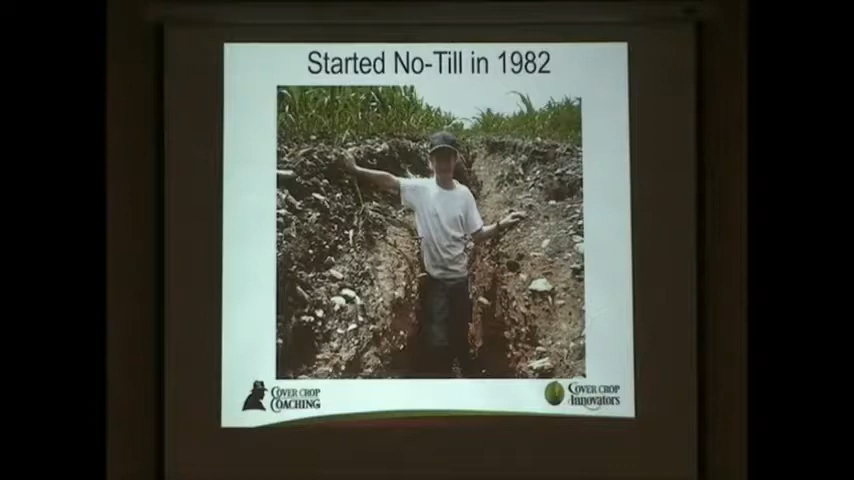 Started No-Till in 1982
COVER CROP
COACHING
COVER CROP
Innovators